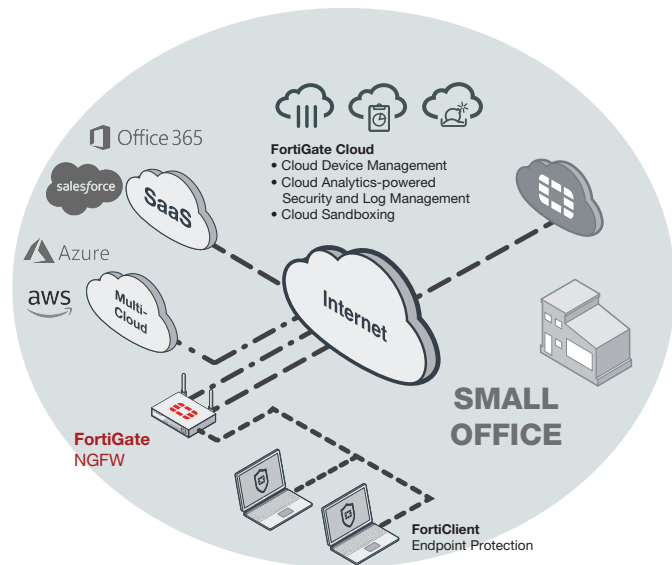 Office 365
salesforce
SaaS
Azure
aws
Multi-
Cloud
FortiGate Cloud
• Cloud Device Management
• Cloud Analytics-powered
Security and Log Management
• Cloud Sandboxing
Internet
SMALL
OFFICE
FortiGate
NGFW
FortiClient
Endpoint Protection